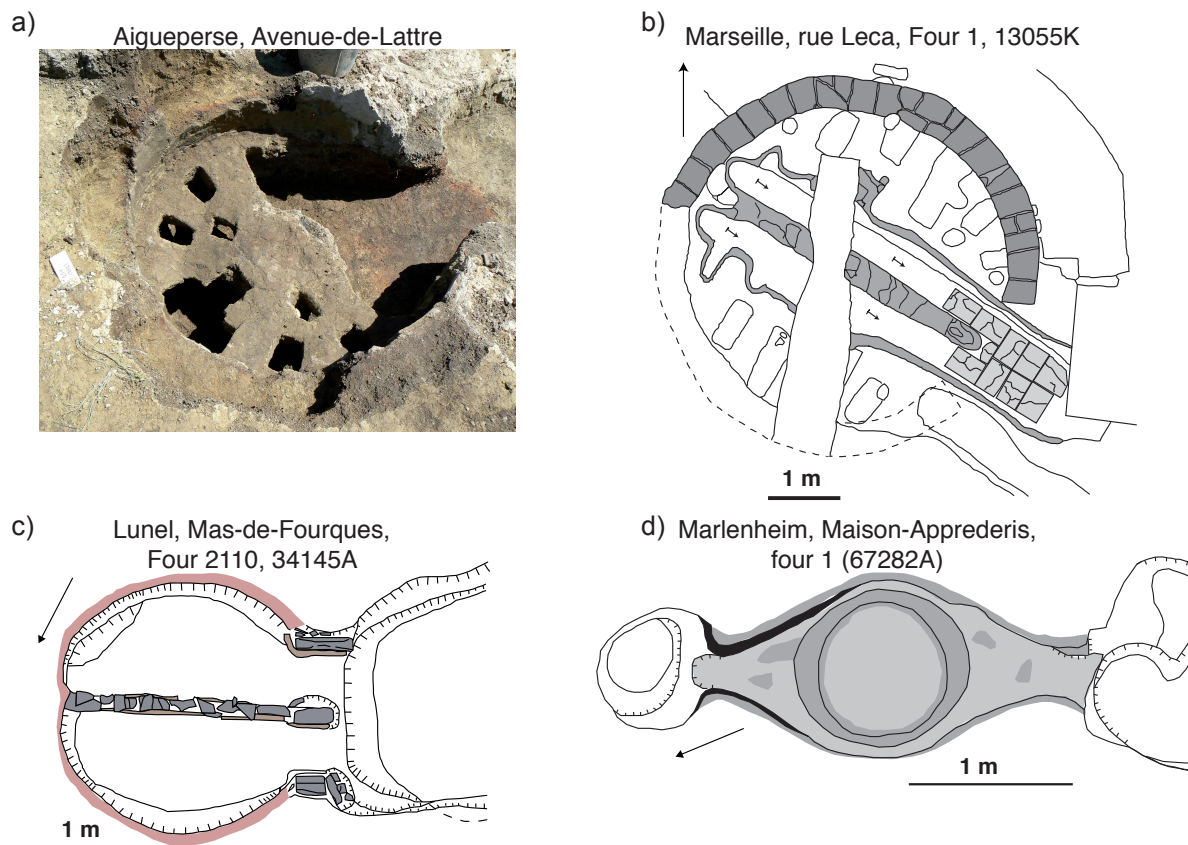 a)
Aigueperse, Avenue-de-Lattre
b)
Marseille, rue Leca, Four 1, 13055K
1 m
c)
Lunel, Mas-de-Fourques,
Four 2110, 34145A
1 m
d)
Marlenheim, Maison-Apprederis,
four 1 (67282A)
1 m